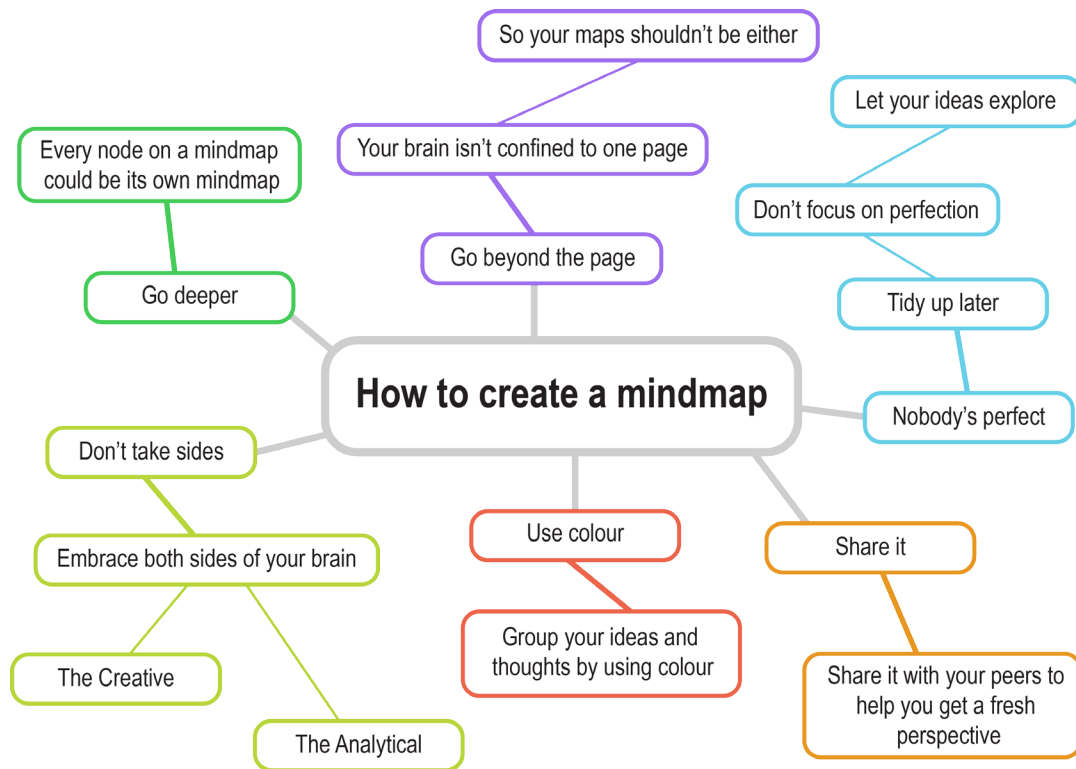 So your maps shouldn’t be either
Your brain isn’t confined to one page
Go beyond the page
Let your ideas explore
Don’t focus on perfection
Tidy up later
Nobody’s perfect
Every node on a mindmap
could be its own mindmap
Go deeper
How to create a mindmap
Don’t take sides
Embrace both sides of your brain
The Creative
The Analytical
Use colour
Group your ideas and
thoughts by using colour
Share it
Share it with your peers to
help you get a fresh
perspective